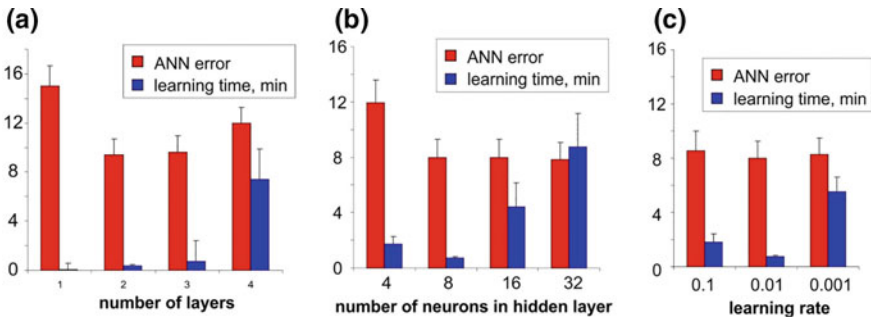 (a)
16
12
8
4
0
ANN error
learning time, min
1 2 3 4
number of layers
(b)
16
12
8
4
0
ANN error
learning time, min
4 8 16 32
number of neurons in hidden layer
(c)
16
12
8
4
0
ANN error
learning time, min
0.1 0.01 0.001
learning rate